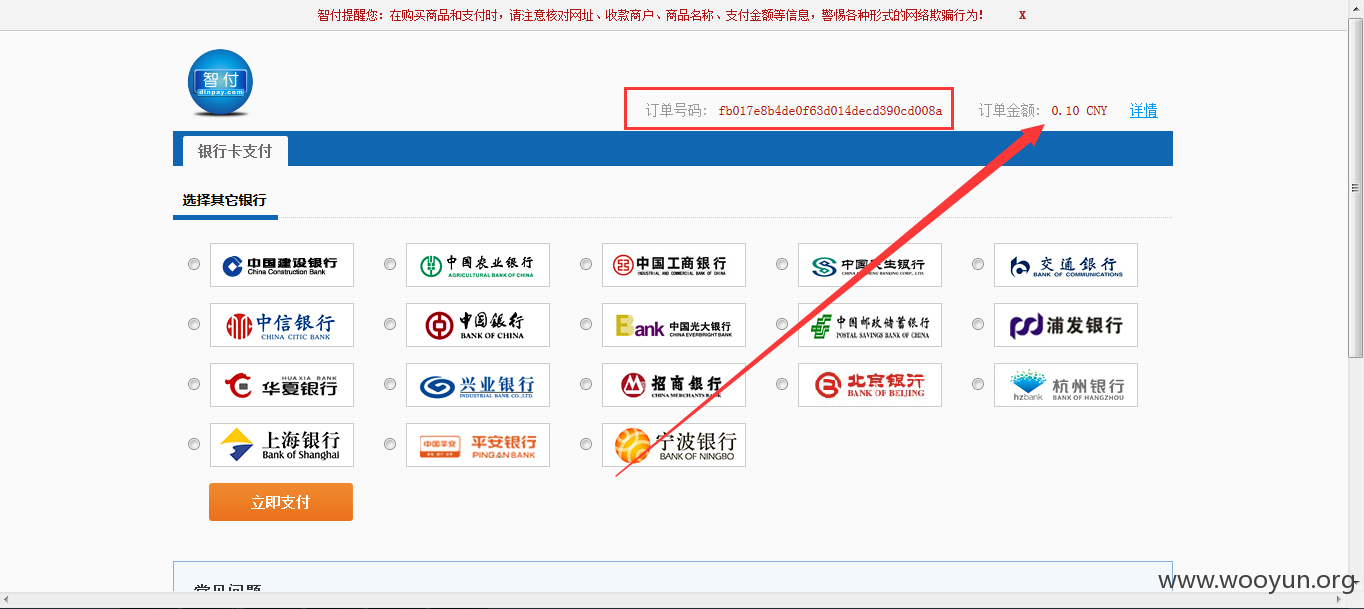 智付提醒您：在购买商品和支付时，请注意核对网址、收款商户、商品名称、支付金额等信息，警惕各种形式的网络欺骗行为！ X
智付
dinpay.com
订单号码： fb017e8b4de0f63d014decd390cd008a 订单金额： 0.10 CNY 详情
银行卡支付
选择其它银行
中国建设银行
China Construction Bank
中国农业银行
AGRICULTURAL BANK OF CHINA
中国工商银行
INDUSTRIAL AND COMMERCIAL BANK OF CHINA
中国民生银行
CHINA MINSHENG BANKING CORP., LTD.
交通银行
BANK OF COMMUNICATIONS
中信银行
CHINA CITIC BANK
中国银行
BANK OF CHINA
Bank 中国光大银行
CHINA EVERBRIGHT BANK
中国邮政储蓄银行
POSTAL SAVINGS BANK OF CHINA
浦发银行
HUAXIA BANK
华夏银行
兴业银行
INDUSTRIAL BANK CO.,LTD.
招商银行
CHINA MERCHANTS BANK
北京银行
BANK OF BEIJING
hzbank
杭州银行
BANK OF HANGZHOU
上海银行
Bank of Shanghai
中国平安
平安银行
PINGAN BANK
宁波银行
BANK OF NINGBO
立即支付
常见问题
www.wooyun.org